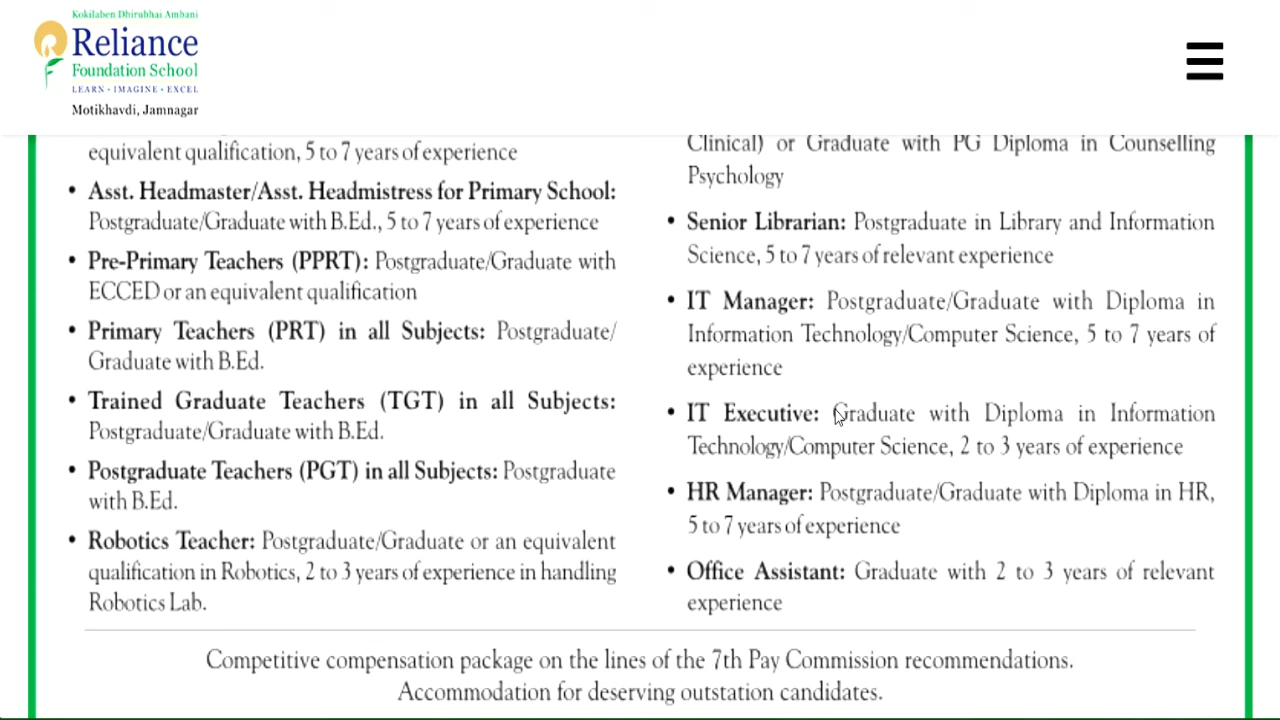 Kokilaben Dhirubhai Ambani
Reliance
Foundation School
LEARN • IMAGINE • EXCEL
Motikhavdi, Jamnagar
equivalent qualification, 5 to 7 years of experience
• Asst. Headmaster/Asst. Headmistress for Primary School:
Postgraduate/Graduate with B.Ed., 5 to 7 years of experience
• Pre-Primary Teachers (PPRT): Postgraduate/Graduate with
ECCED or an equivalent qualification
• Primary Teachers (PRT) in all Subjects: Postgraduate/
Graduate with B.Ed.
• Trained Graduate Teachers (TGT) in all Subjects:
Postgraduate/Graduate with B.Ed.
• Postgraduate Teachers (PGT) in all Subjects: Postgraduate
with B.Ed.
• Robotics Teacher: Postgraduate/Graduate or an equivalent
qualification in Robotics, 2 to 3 years of experience in handling
Robotics Lab.
Clinical) or Graduate with PG Diploma in Counselling
Psychology
• Senior Librarian: Postgraduate in Library and Information
Science, 5 to 7 years of relevant experience
• IT Manager: Postgraduate/Graduate with Diploma in
Information Technology/Computer Science, 5 to 7 years of
experience
• IT Executive: Graduate with Diploma in Information
Technology/Computer Science, 2 to 3 years of experience
• HR Manager: Postgraduate/Graduate with Diploma in HR,
5 to 7 years of experience
• Office Assistant: Graduate with 2 to 3 years of relevant
experience
Competitive compensation package on the lines of the 7th Pay Commission recommendations.
Accommodation for deserving outstation candidates.